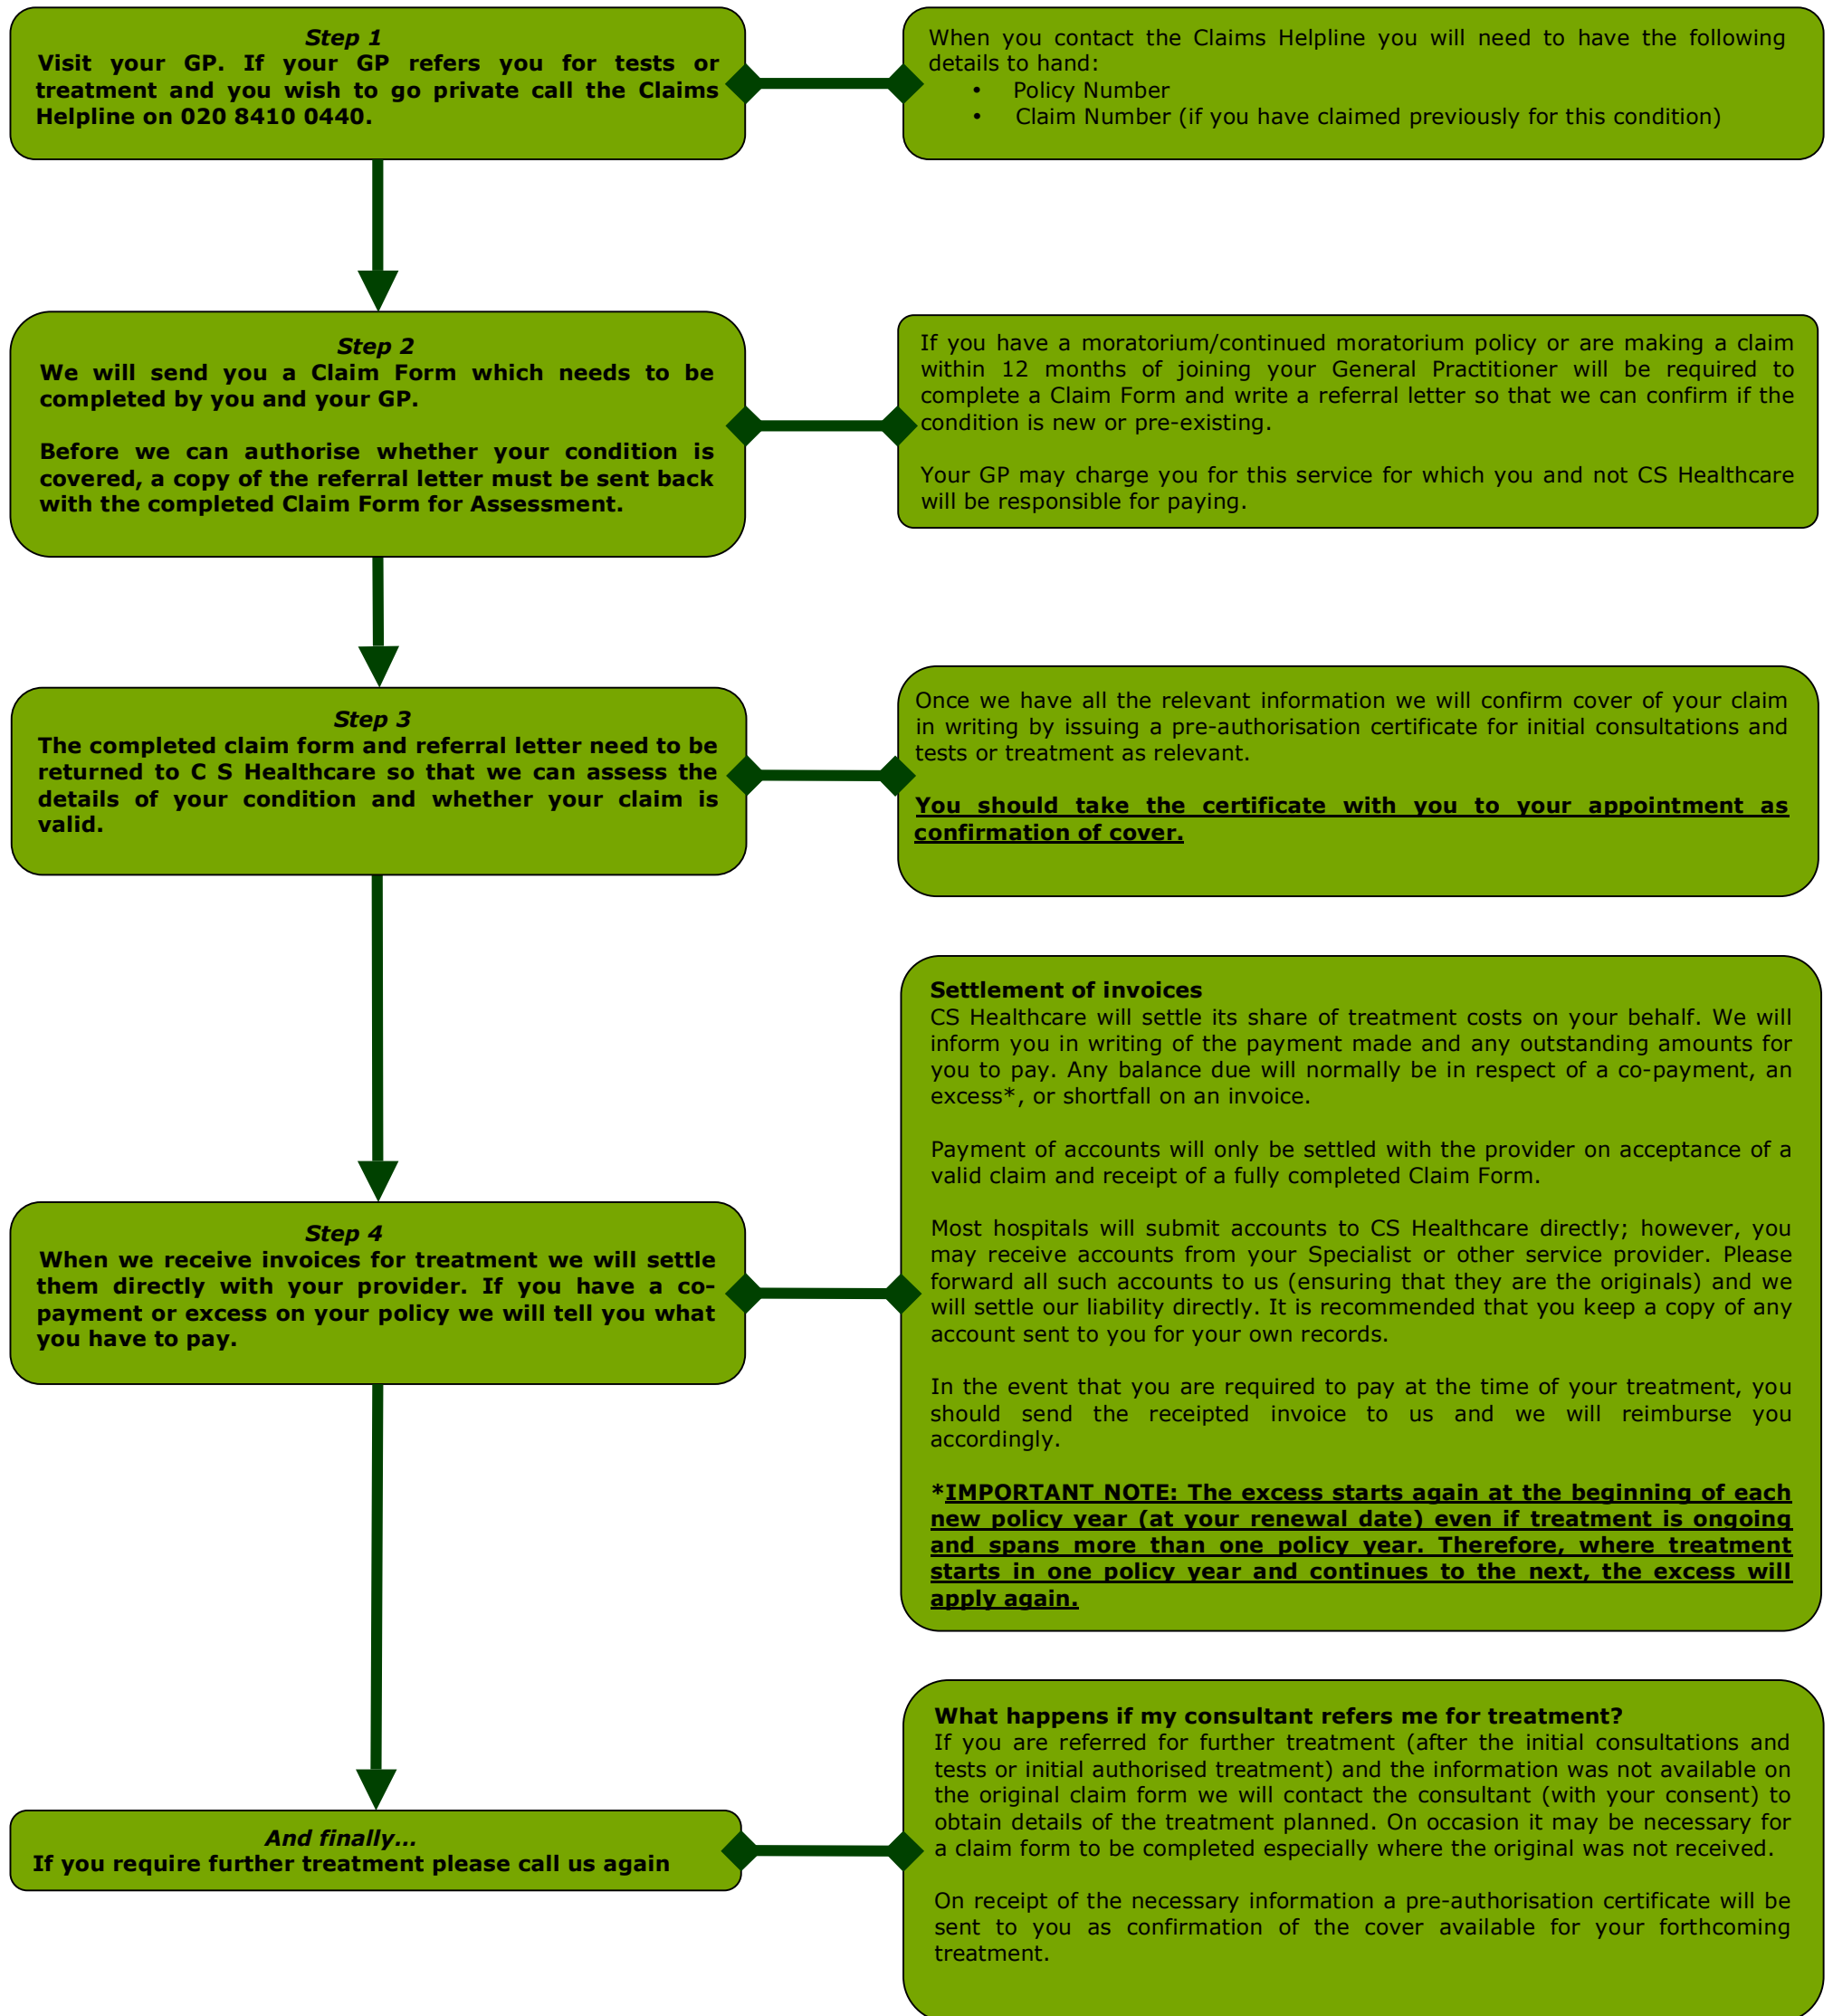 Step 1
Visit your GP. If your GP refers you for tests or
treatment and you wish to go private call the Claims
Helpline on 020 8410 0440.
When you contact the Claims Helpline you will need to have the following
details to hand:
• Policy Number
• Claim Number (if you have claimed previously for this condition)
Step 2
We will send you a Claim Form which needs to be
completed by you and your GP.
Before we can authorise whether your condition is
covered, a copy of the referral letter must be sent back
with the completed Claim Form for Assessment.
If you have a moratorium/continued moratorium policy or are making a claim
within 12 months of joining your General Practitioner will be required to
complete a Claim Form and write a referral letter so that we can confirm if the
condition is new or pre-existing.
Your GP may charge you for this service for which you and not CS Healthcare
will be responsible for paying.
Step 3
The completed claim form and referral letter need to be
returned to C S Healthcare so that we can assess the
details of your condition and whether your claim is
valid.
Once we have all the relevant information we will confirm cover of your claim
in writing by issuing a pre-authorisation certificate for initial consultations and
tests or treatment as relevant.
You should take the certificate with you to your appointment as
confirmation of cover.
Step 4
When we receive invoices for treatment we will settle
them directly with your provider. If you have a co-
payment or excess on your policy we will tell you what
you have to pay.
Settlement of invoices
CS Healthcare will settle its share of treatment costs on your behalf. We will
inform you in writing of the payment made and any outstanding amounts for
you to pay. Any balance due will normally be in respect of a co-payment, an
excess*, or shortfall on an invoice.
Payment of accounts will only be settled with the provider on acceptance of a
valid claim and receipt of a fully completed Claim Form.
Most hospitals will submit accounts to CS Healthcare directly; however, you
may receive accounts from your Specialist or other service provider. Please
forward all such accounts to us (ensuring that they are the originals) and we
will settle our liability directly. It is recommended that you keep a copy of any
account sent to you for your own records.
In the event that you are required to pay at the time of your treatment, you
should send the receipted invoice to us and we will reimburse you
accordingly.
*IMPORTANT NOTE: The excess starts again at the beginning of each
new policy year (at your renewal date) even if treatment is ongoing
and spans more than one policy year. Therefore, where treatment
starts in one policy year and continues to the next, the excess will
apply again.
And finally…
If you require further treatment please call us again
What happens if my consultant refers me for treatment?
If you are referred for further treatment (after the initial consultations and
tests or initial authorised treatment) and the information was not available on
the original claim form we will contact the consultant (with your consent) to
obtain details of the treatment planned. On occasion it may be necessary for
a claim form to be completed especially where the original was not received.
On receipt of the necessary information a pre-authorisation certificate will be
sent to you as confirmation of the cover available for your forthcoming
treatment.